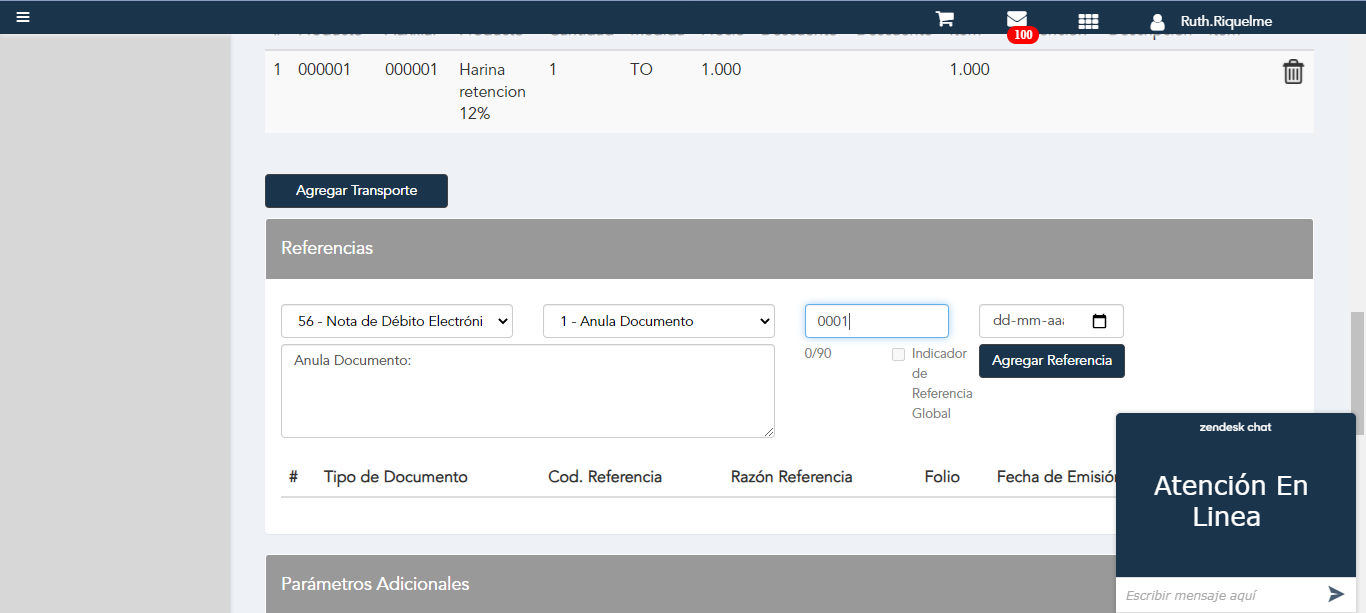 Ruth.Riquelme
100
1 000001 000001 Harina 1 TO 1.000 1.000
retencion
12%
Agregar Transporte
Referencias
56 - Nota de Débito Electróni 1 - Anula Documento 0001 dd-mm-aaa
Anula Documento:
0/90 Indicador
de
Referencia
Global
Agregar Referencia
# Tipo de Documento Cod. Referencia Razón Referencia Folio Fecha de Emisión
zendesk chat
Atención En
Linea
Escribir mensaje aquí
Parámetros Adicionales